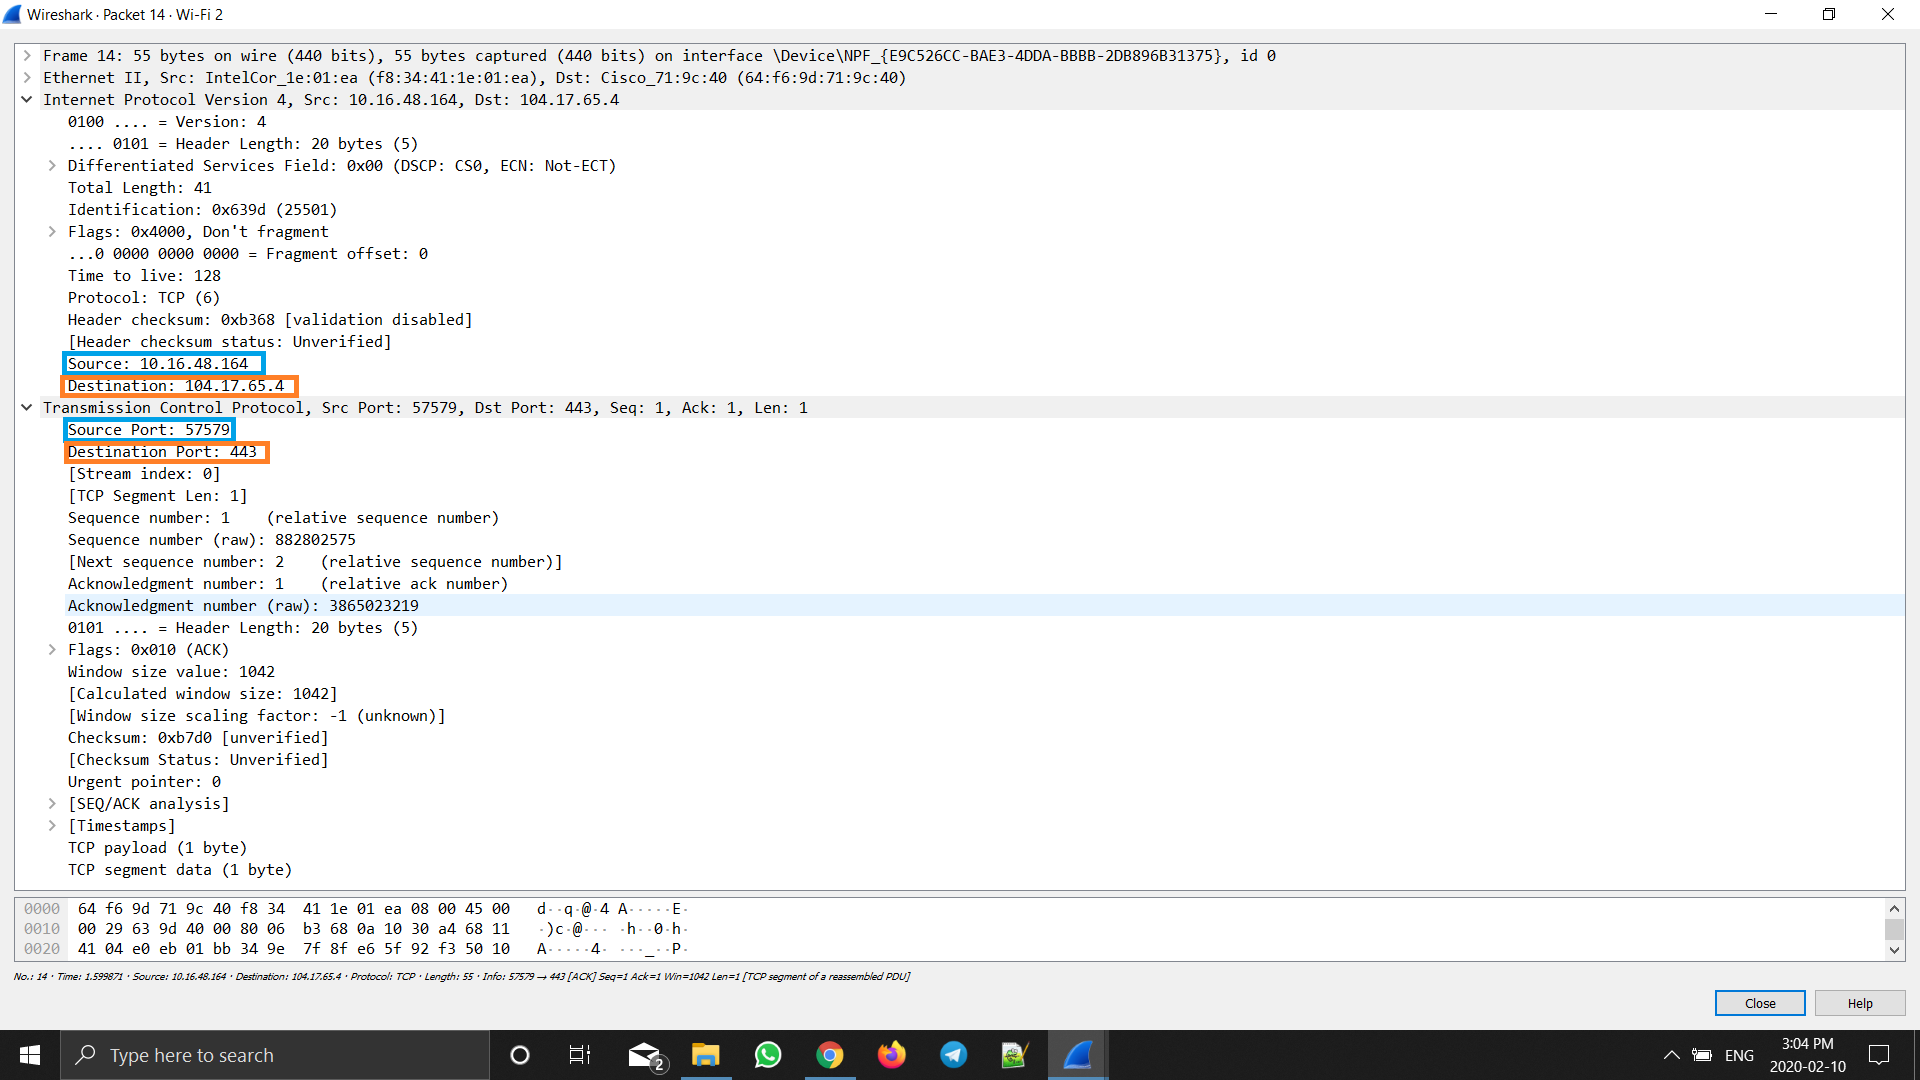 Wireshark · Packet 14 · Wi-Fi 2
Frame 14: 55 bytes on wire (440 bits), 55 bytes captured (440 bits) on interface \Device\NPF_{E9C526CC-BAE3-4DDA-BBBB-2DB896B31375}, id 0
Ethernet II, Src: IntelCor_1e:01:ea (f8:34:41:1e:01:ea), Dst: Cisco_71:9c:40 (64:f6:9d:71:9c:40)
Internet Protocol Version 4, Src: 10.16.48.164, Dst: 104.17.65.4
0100 .... = Version: 4
.... 0101 = Header Length: 20 bytes (5)
Differentiated Services Field: 0x00 (DSCP: CS0, ECN: Not-ECT)
Total Length: 41
Identification: 0x639d (25501)
Flags: 0x4000, Don't fragment
...0 0000 0000 0000 = Fragment offset: 0
Time to live: 128
Protocol: TCP (6)
Header checksum: 0xb368 [validation disabled]
[Header checksum status: Unverified]
Source: 10.16.48.164
Destination: 104.17.65.4
Transmission Control Protocol, Src Port: 57579, Dst Port: 443, Seq: 1, Ack: 1, Len: 1
Source Port: 57579
Destination Port: 443
[Stream index: 0]
[TCP Segment Len: 1]
Sequence number: 1    (relative sequence number)
Sequence number (raw): 882802575
[Next sequence number: 2    (relative sequence number)]
Acknowledgment number: 1    (relative ack number)
Acknowledgment number (raw): 3865023219
0101 .... = Header Length: 20 bytes (5)
Flags: 0x010 (ACK)
Window size value: 1042
[Calculated window size: 1042]
[Window size scaling factor: -1 (unknown)]
Checksum: 0xb7d0 [unverified]
[Checksum Status: Unverified]
Urgent pointer: 0
[SEQ/ACK analysis]
[Timestamps]
TCP payload (1 byte)
TCP segment data (1 byte)
0000 64 f6 9d 71 9c 40 f8 34 41 1e 01 ea 08 00 45 00 d··q·@·4 A·····E·
0010 00 29 63 9d 40 00 80 06 b3 68 0a 10 30 a4 68 11 ·)c·@··· ·h··0·h·
0020 41 04 e0 eb 01 bb 34 9e 7f 8f e6 5f 92 f3 50 10 A·····4· ···_··P·
No.: 14 · Time: 1.599871 · Source: 10.16.48.164 · Destination: 104.17.65.4 · Protocol: TCP · Length: 55 · Info: 57579 → 443 [ACK] Seq=1 Ack=1 Win=1042 Len=1 [TCP segment of a reassembled PDU]
Close
Help
Type here to search
2
ENG
3:04 PM
2020-02-10